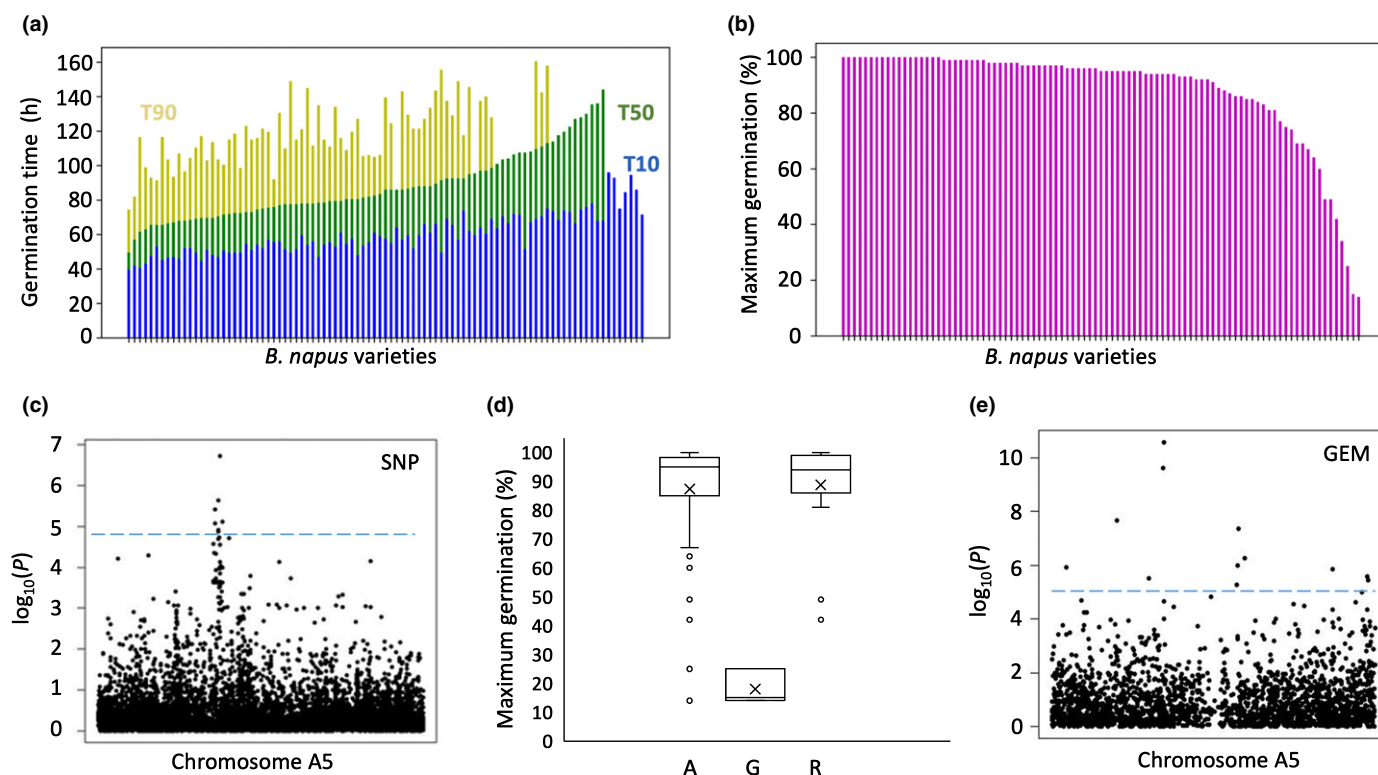 (a)
160
140
120
100
80
60
40
20
0
Germination time (h)
T90
T50
T10
B. napus varieties
(b)
100
80
60
40
20
0
Maximum germination (%)
B. napus varieties
(c)
7
6
5
4
3
2
1
0
log10(P)
SNP
Chromosome A5
(d)
100
90
80
70
60
50
40
30
20
10
0
Maximum germination (%)
A G R
(e)
10
8
6
4
2
0
log10(P)
GEM
Chromosome A5